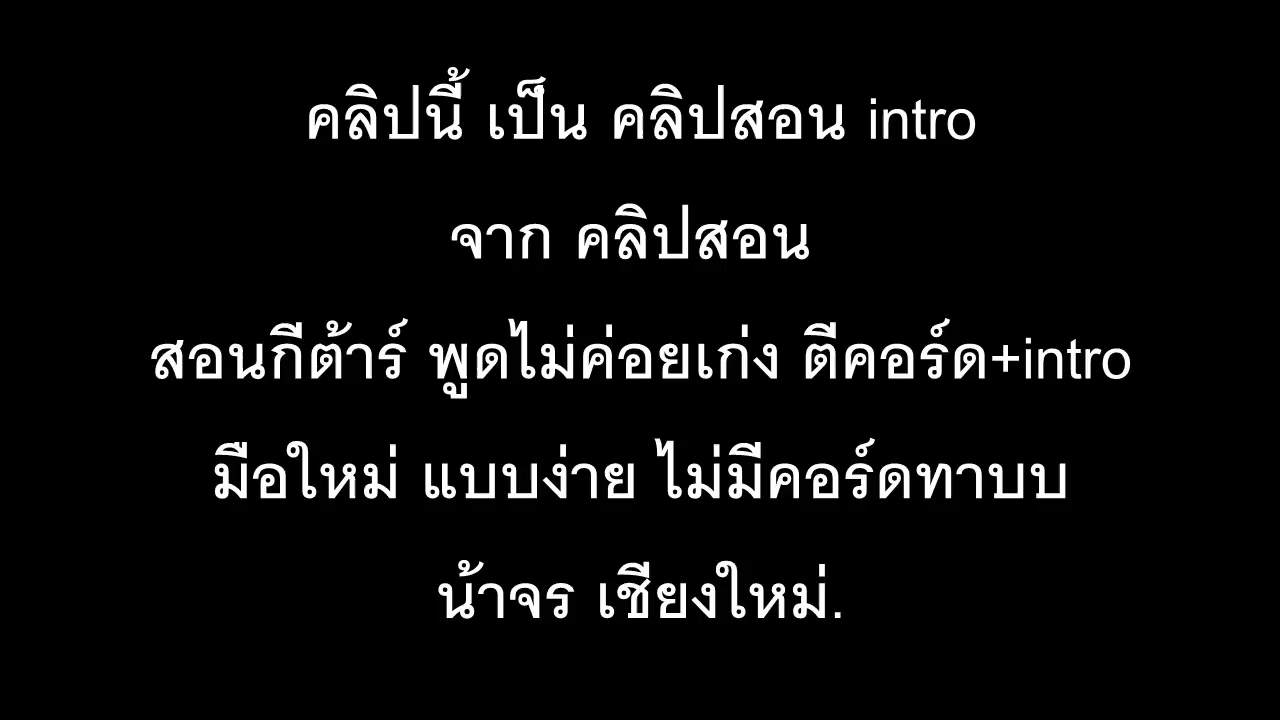 คลิปนี้ เป็น คลิปสอน intro
จาก คลิปสอน
สอนกีต้าร์ พูดไม่ค่อยเก่ง ตีคอร์ด+intro
มือใหม่ แบบง่าย ไม่มีคอร์ดทาบบ
น้าจร เชียงใหม่.